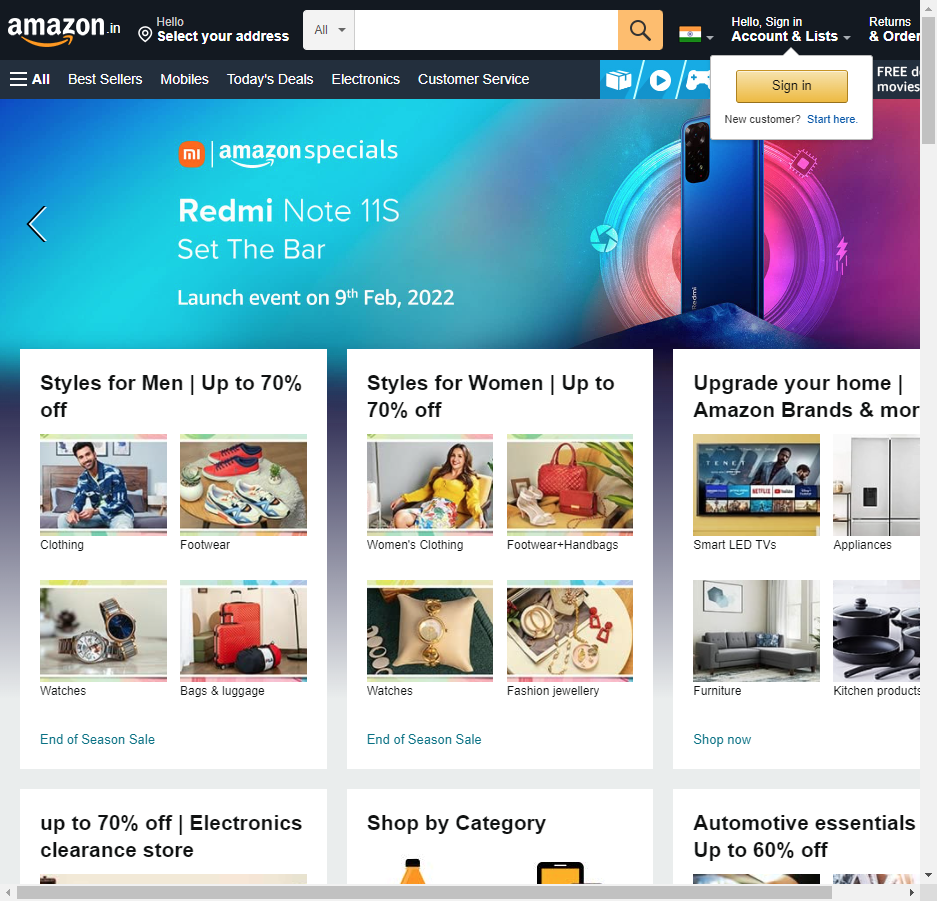 amazon.in
Hello
Select your address
All
Hello, Sign in
Account & Lists
Returns
& Order
All
Best Sellers
Mobiles
Today's Deals
Electronics
Customer Service
Sign in
New customer? Start here.
FREE
movies
mi | amazon specials
Redmi Note 11S
Set The Bar
Launch event on 9th Feb, 2022
Redmi
Styles for Men | Up to 70%
off
Clothing
Footwear
Watches
Bags & luggage
End of Season Sale
Styles for Women | Up to
70% off
Women's Clothing
Footwear+Handbags
Watches
Fashion jewellery
End of Season Sale
Upgrade your home |
Amazon Brands & mor
TENET
NETFLIX
YouTube
Smart LED TVs
Appliances
Furniture
Kitchen products
Shop now
up to 70% off | Electronics
clearance store
Shop by Category
Automotive essentials
Up to 60% off